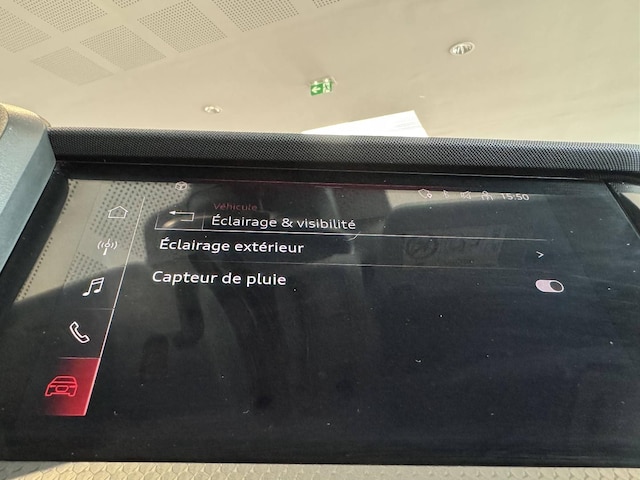 Véhicule
15:50
Éclairage & visibilité
Éclairage extérieur
Capteur de pluie